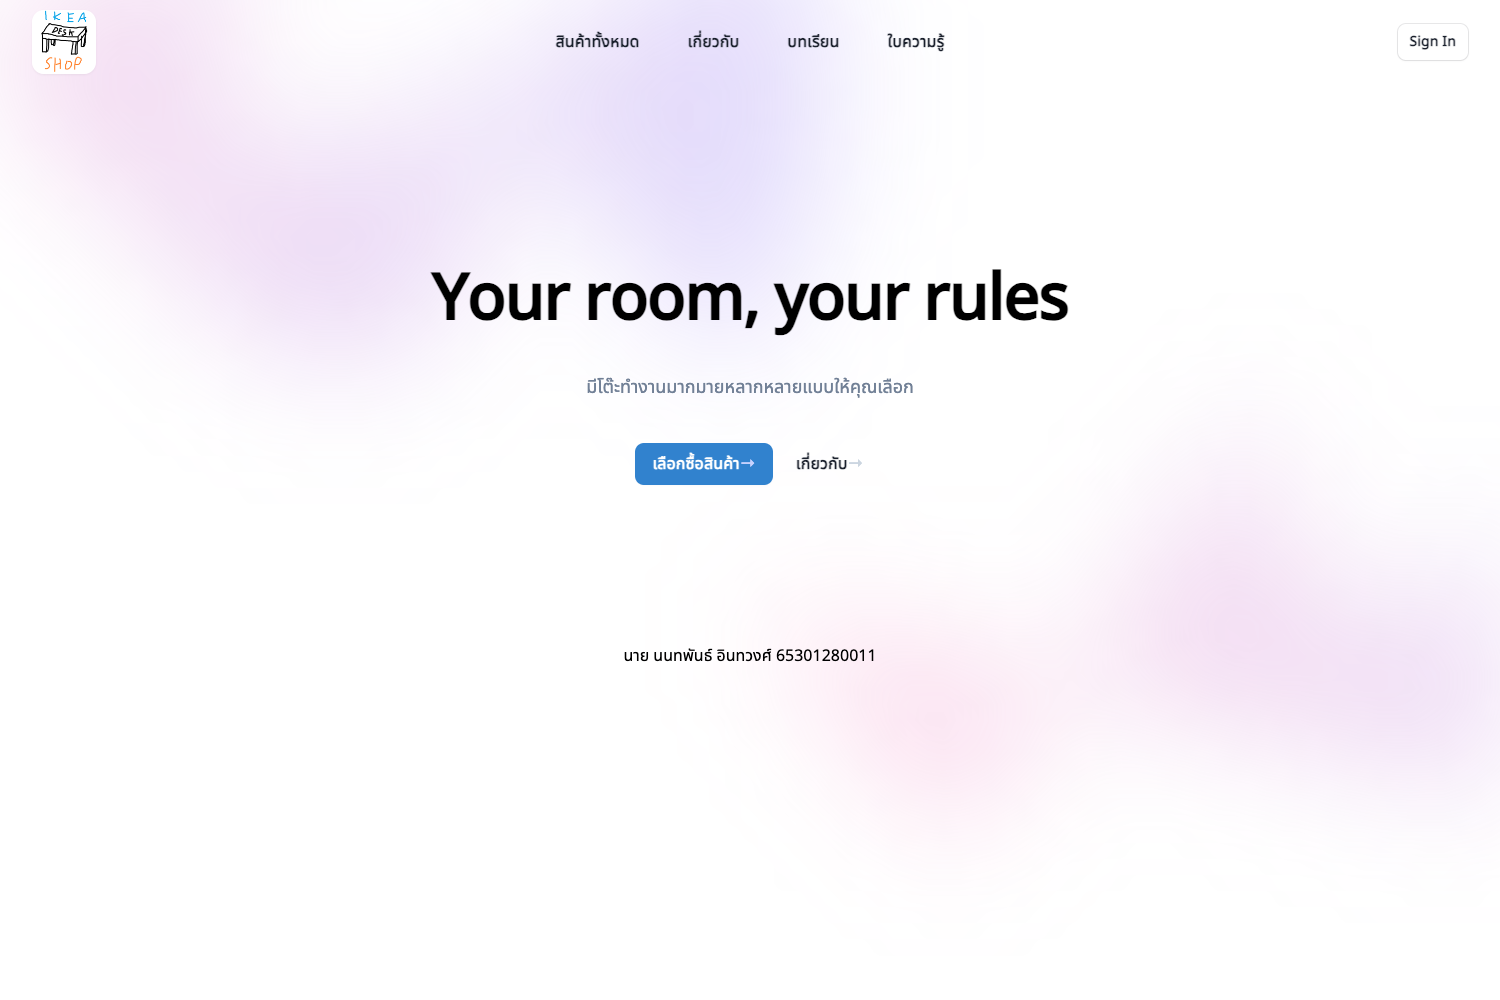 IKEA
DESK
SHOP
สินค้าทั้งหมด
เกี่ยวกับ
บทเรียน
ใบความรู้
Sign In
Your room, your rules
มีโต๊ะทำงานมากมายหลากหลายแบบให้คุณเลือก
เลือกซื้อสินค้า→
เกี่ยวกับ→
นาย นนทพันธ์ อินทวงศ์ 65301280011